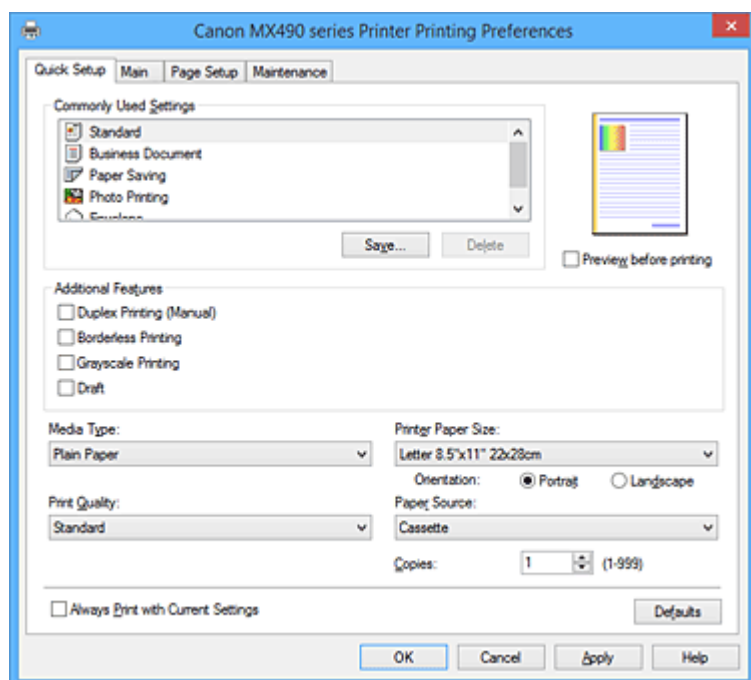 Canon MX490 series Printer Printing Preferences
Quick Setup Main Page Setup Maintenance
Commonly Used Settings
Standard
Business Document
Paper Saving
Photo Printing
Envelope
Save... Delete
Preview before printing
Additional Features
Duplex Printing (Manual)
Borderless Printing
Grayscale Printing
Draft
Media Type:
Plain Paper
Printer Paper Size:
Letter 8.5"x11" 22x28cm
Orientation: Portrait Landscape
Print Quality:
Standard
Paper Source:
Cassette
Copies: 1 (1-999)
Always Print with Current Settings
Defaults
OK Cancel Apply Help